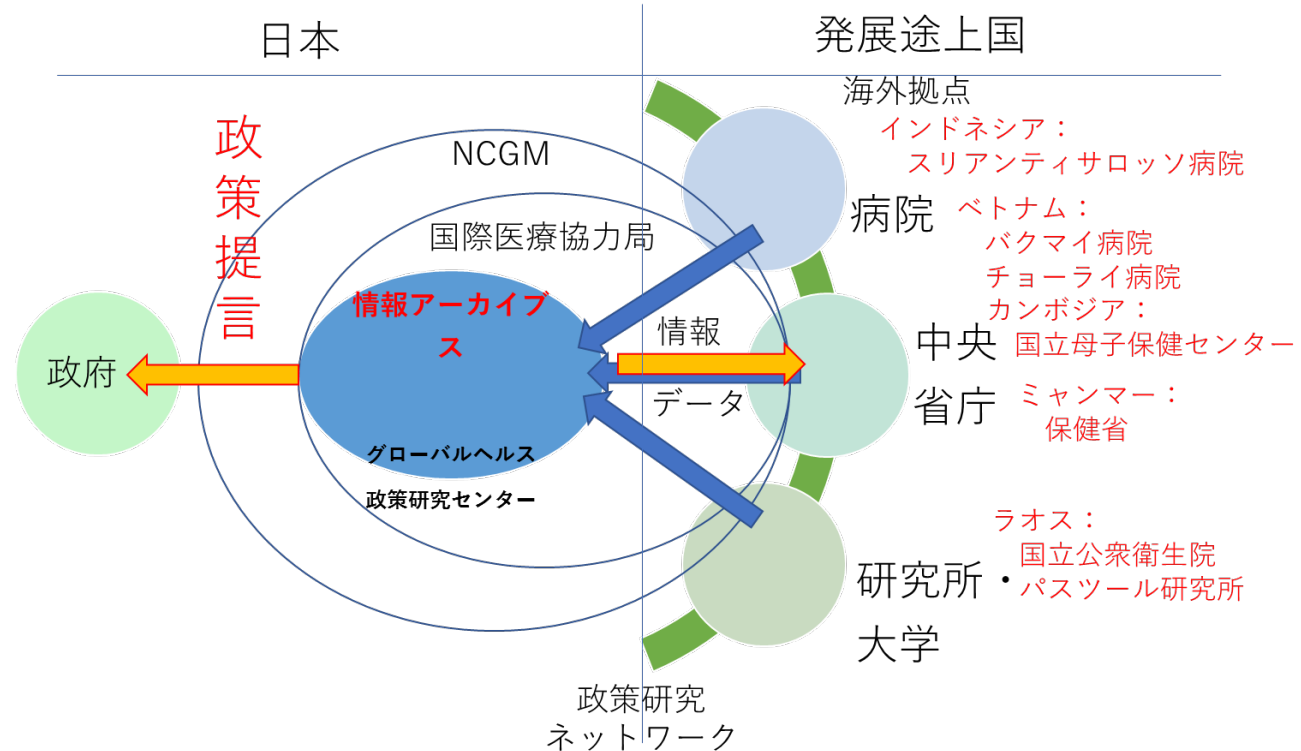 日本
発展途上国
海外拠点
インドネシア：
スリアンティサロッソ病院
政策提言
NCGM
病院
ベトナム：
バクマイ病院
チョーライ病院
国際医療協力局
情報アーカイブ
ス
カンボジア：
国立母子保健センター
情報
中央
省庁
政府
データ
ミャンマー：
保健省
グローバルヘルス
政策研究センター
ラオス：
国立公衆衛生院
パスツール研究所
研究所・
大学
政策研究
ネットワーク